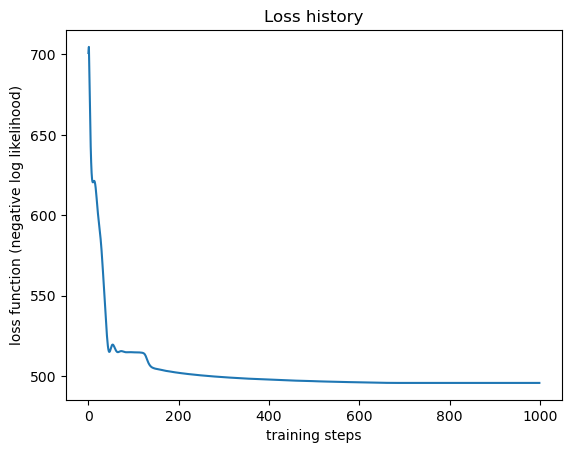 Loss history
loss function (negative log likelihood)
700
650
600
550
500
0 200 400 600 800 1000
training steps